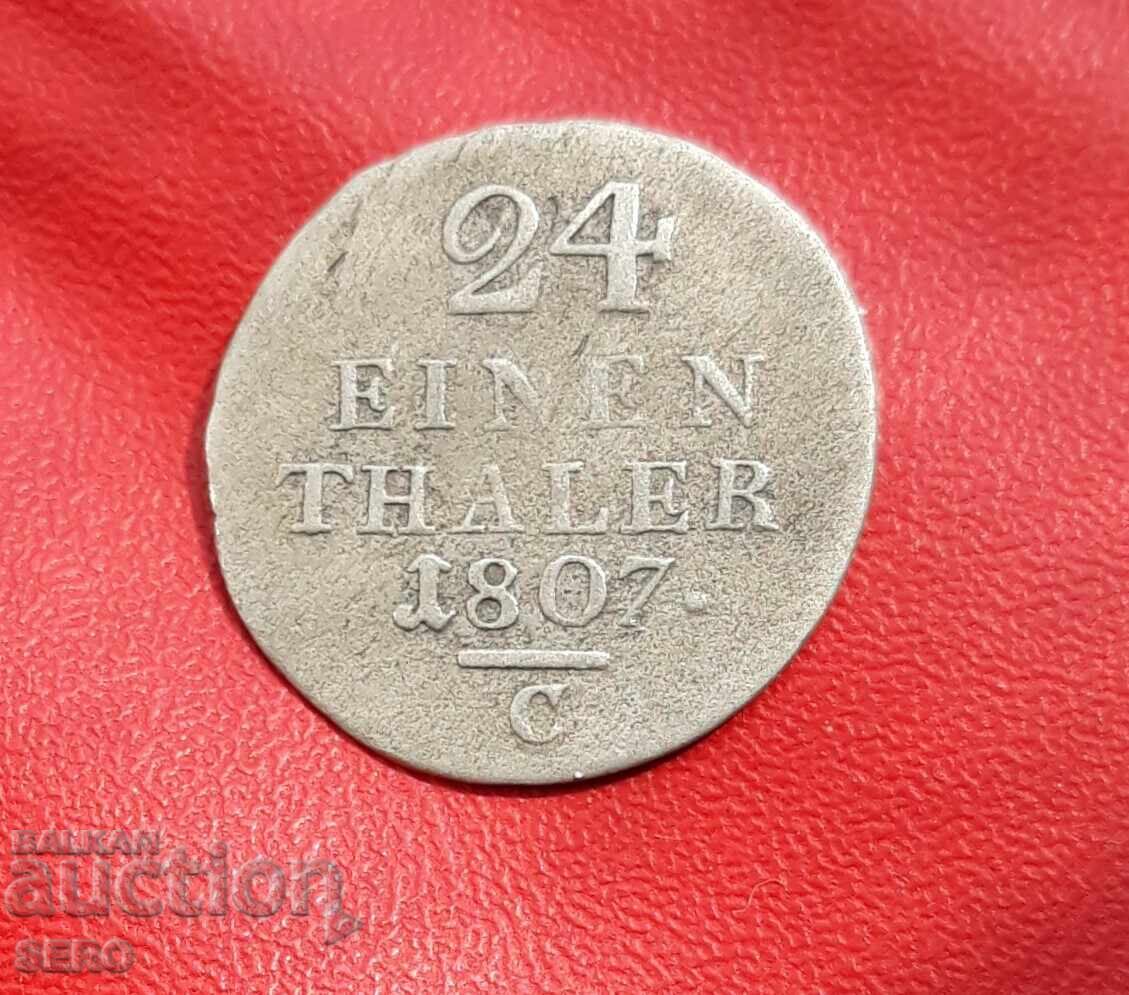 24
EINEN
THALER
1807.
C
BALKAN
auction
SERO